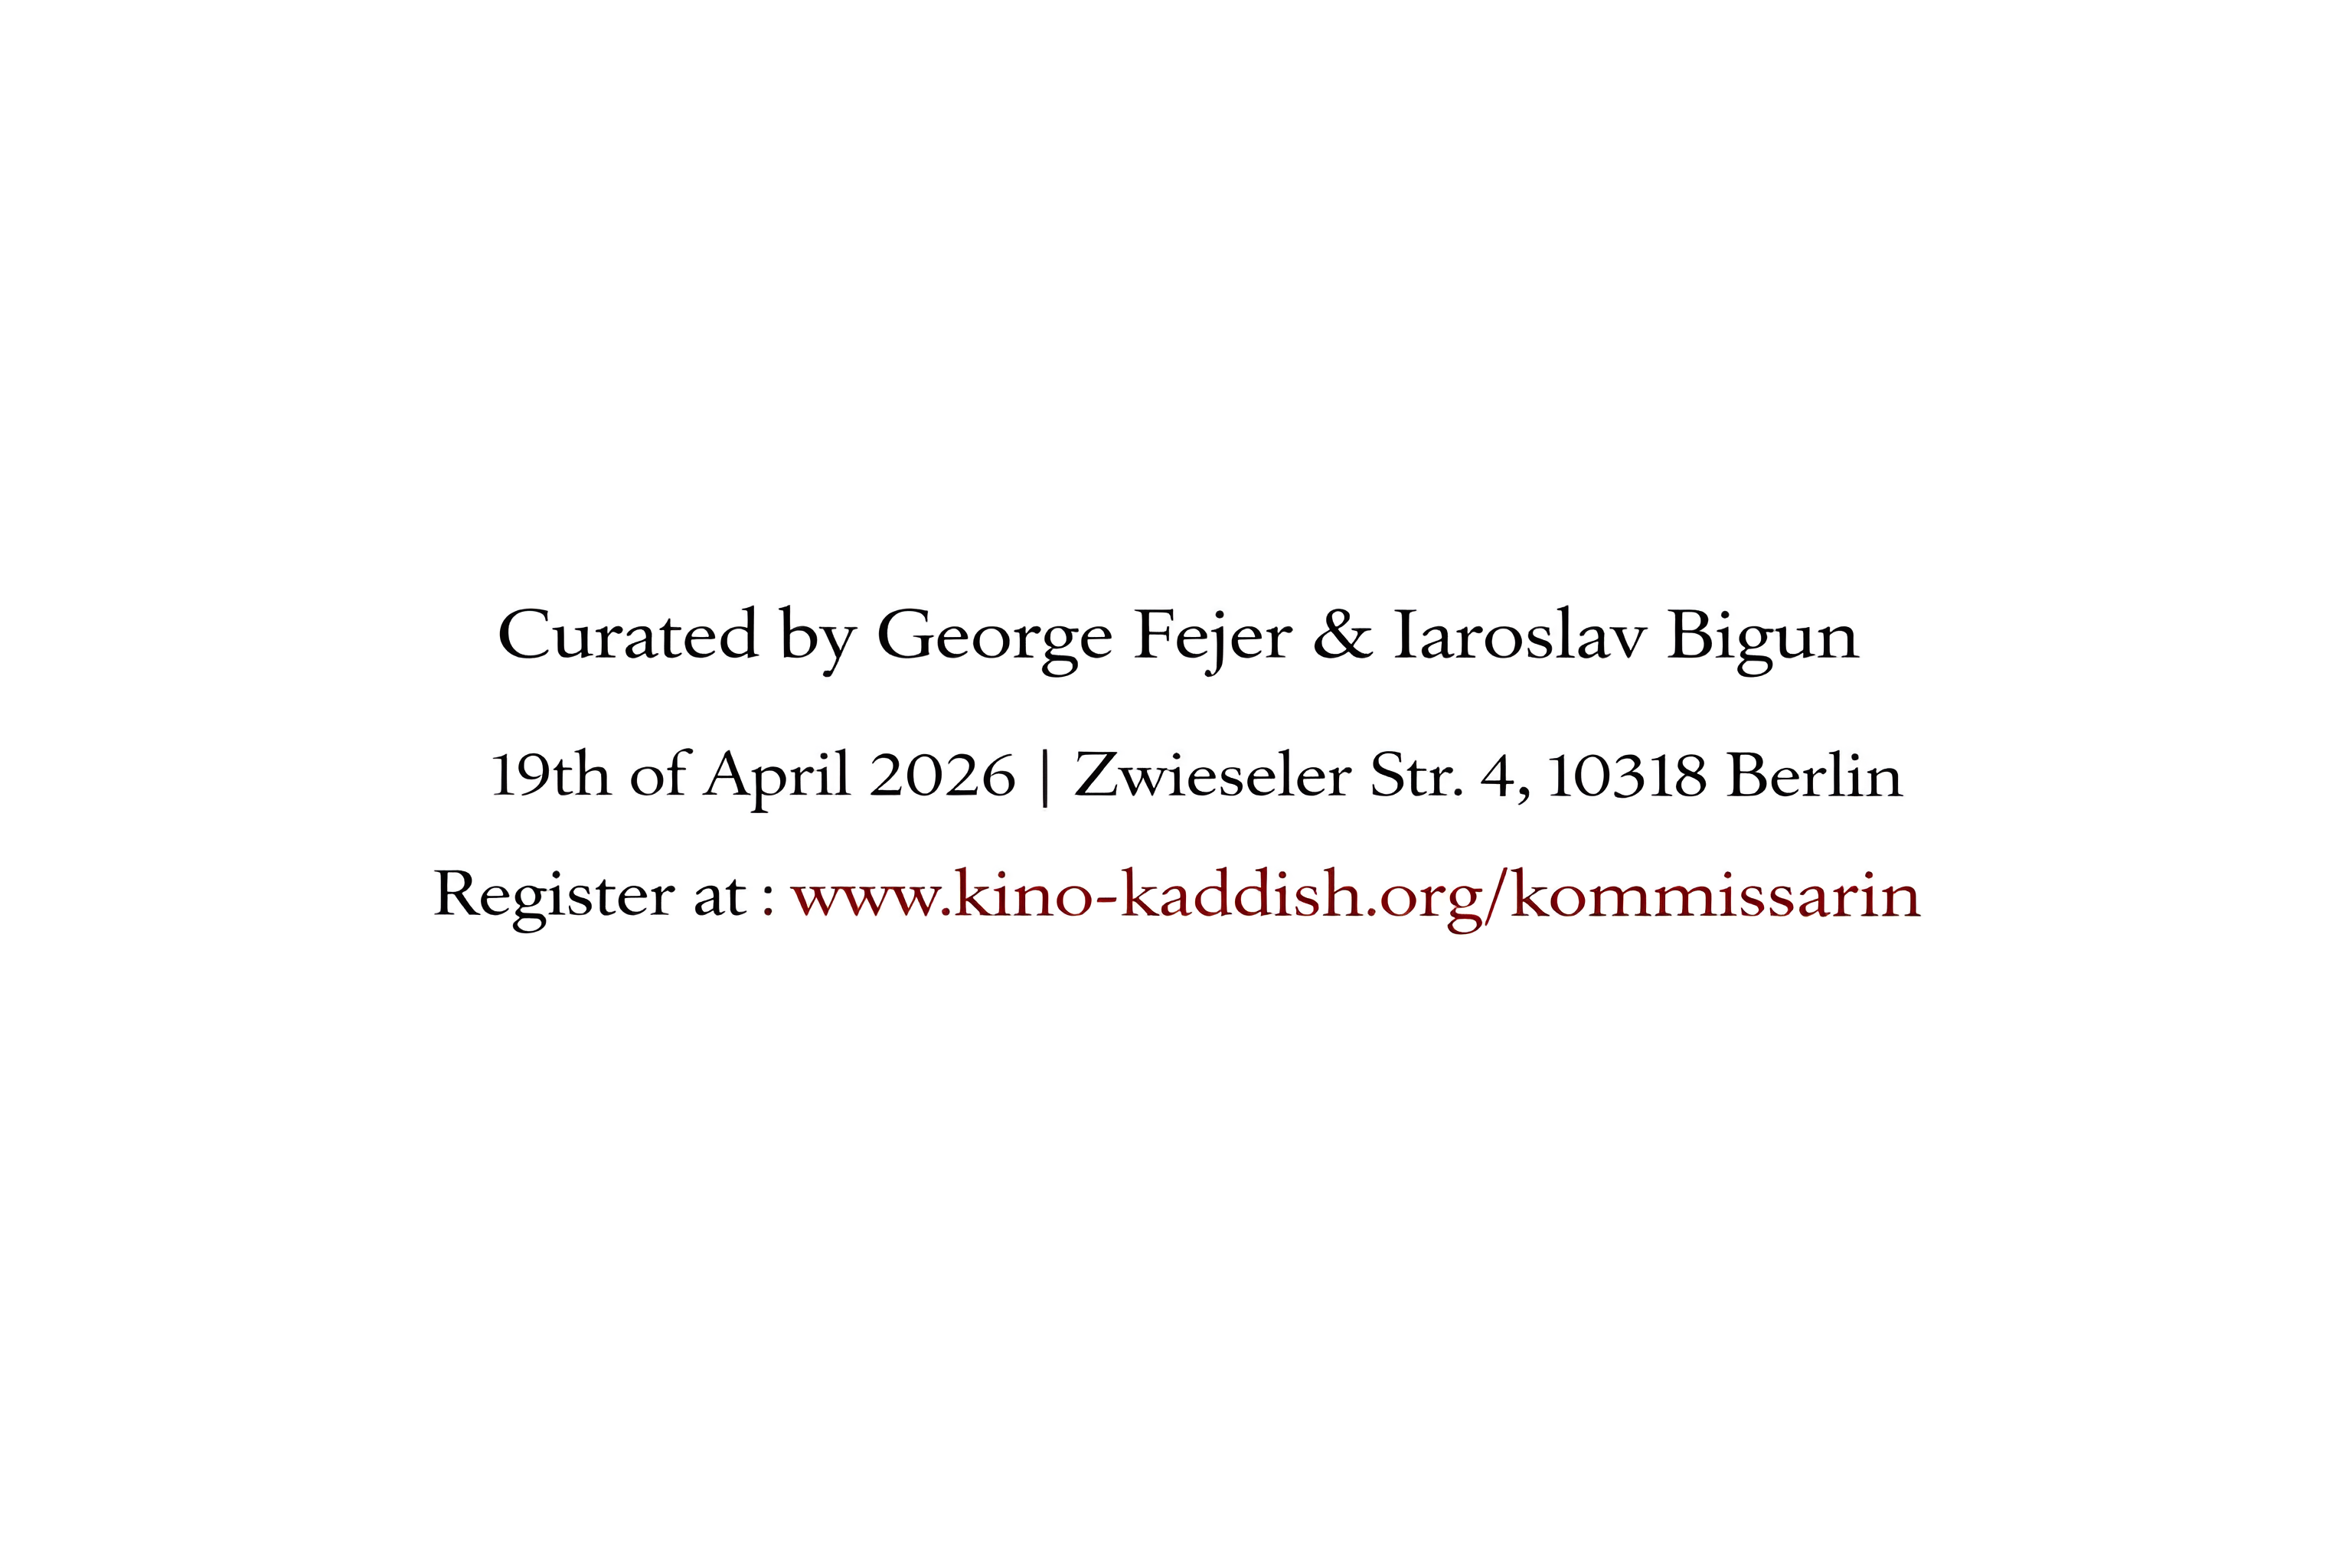 Curated by George Fejer & Iaroslav Bigun
19th of April 2026 | Zwieseler Str. 4, 10318 Berlin
Register at : www.kino-kaddish.org/kommissarin